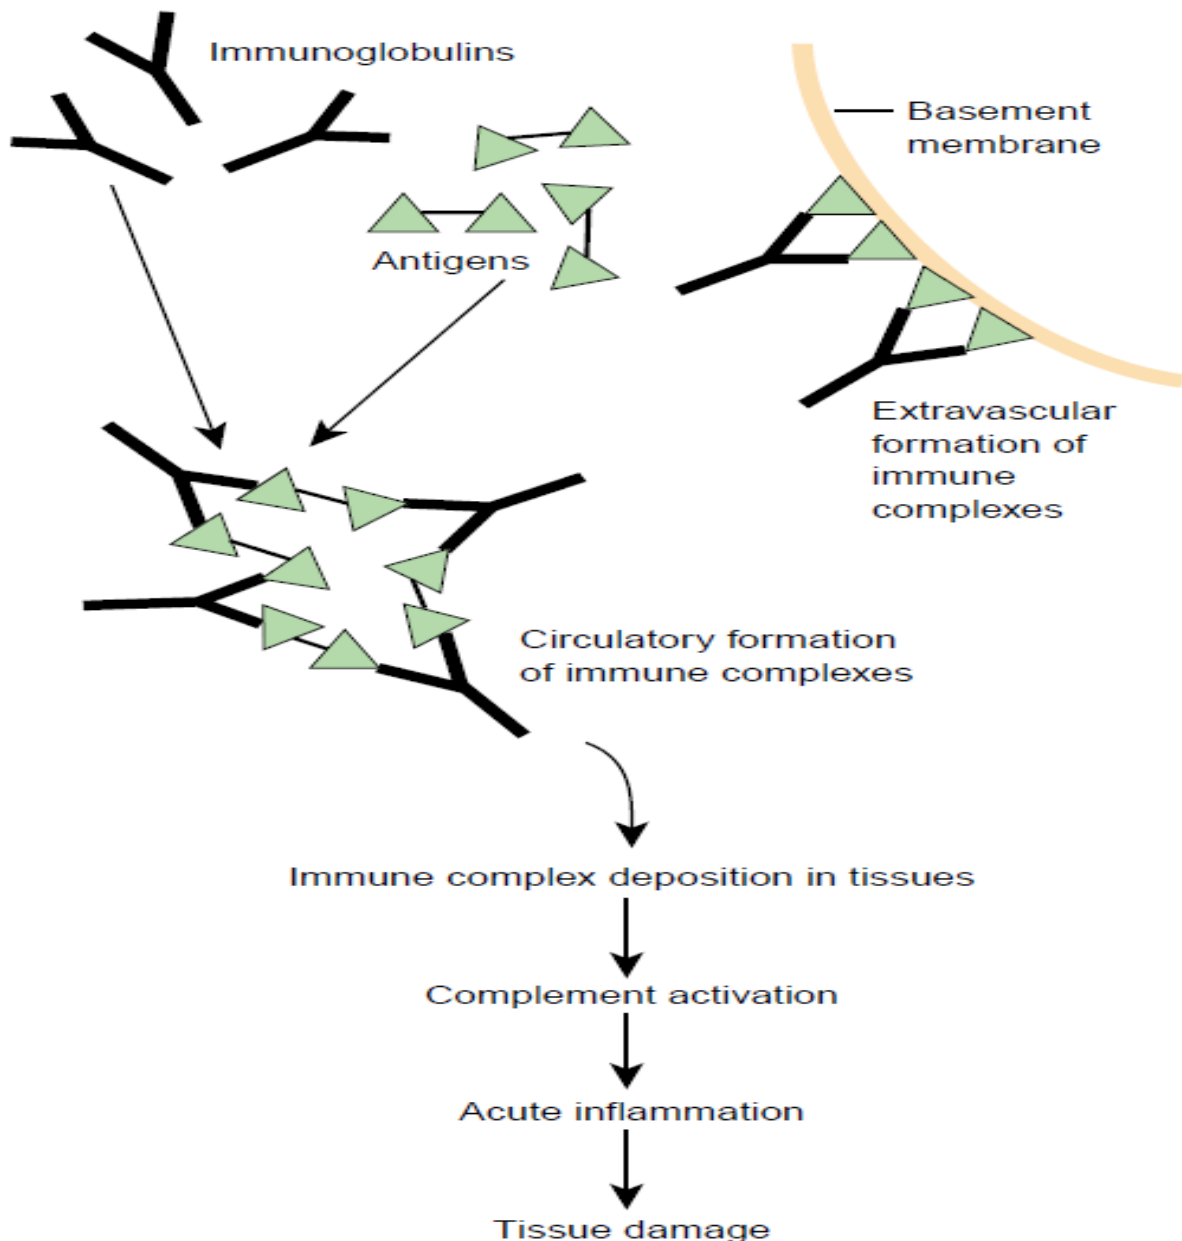 Immunoglobulins
Basement
membrane
Antigens
Extravascular
formation of
immune
complexes
Circulatory formation
of immune complexes
Immune complex deposition in tissues
Complement activation
Acute inflammation
Tissue damage